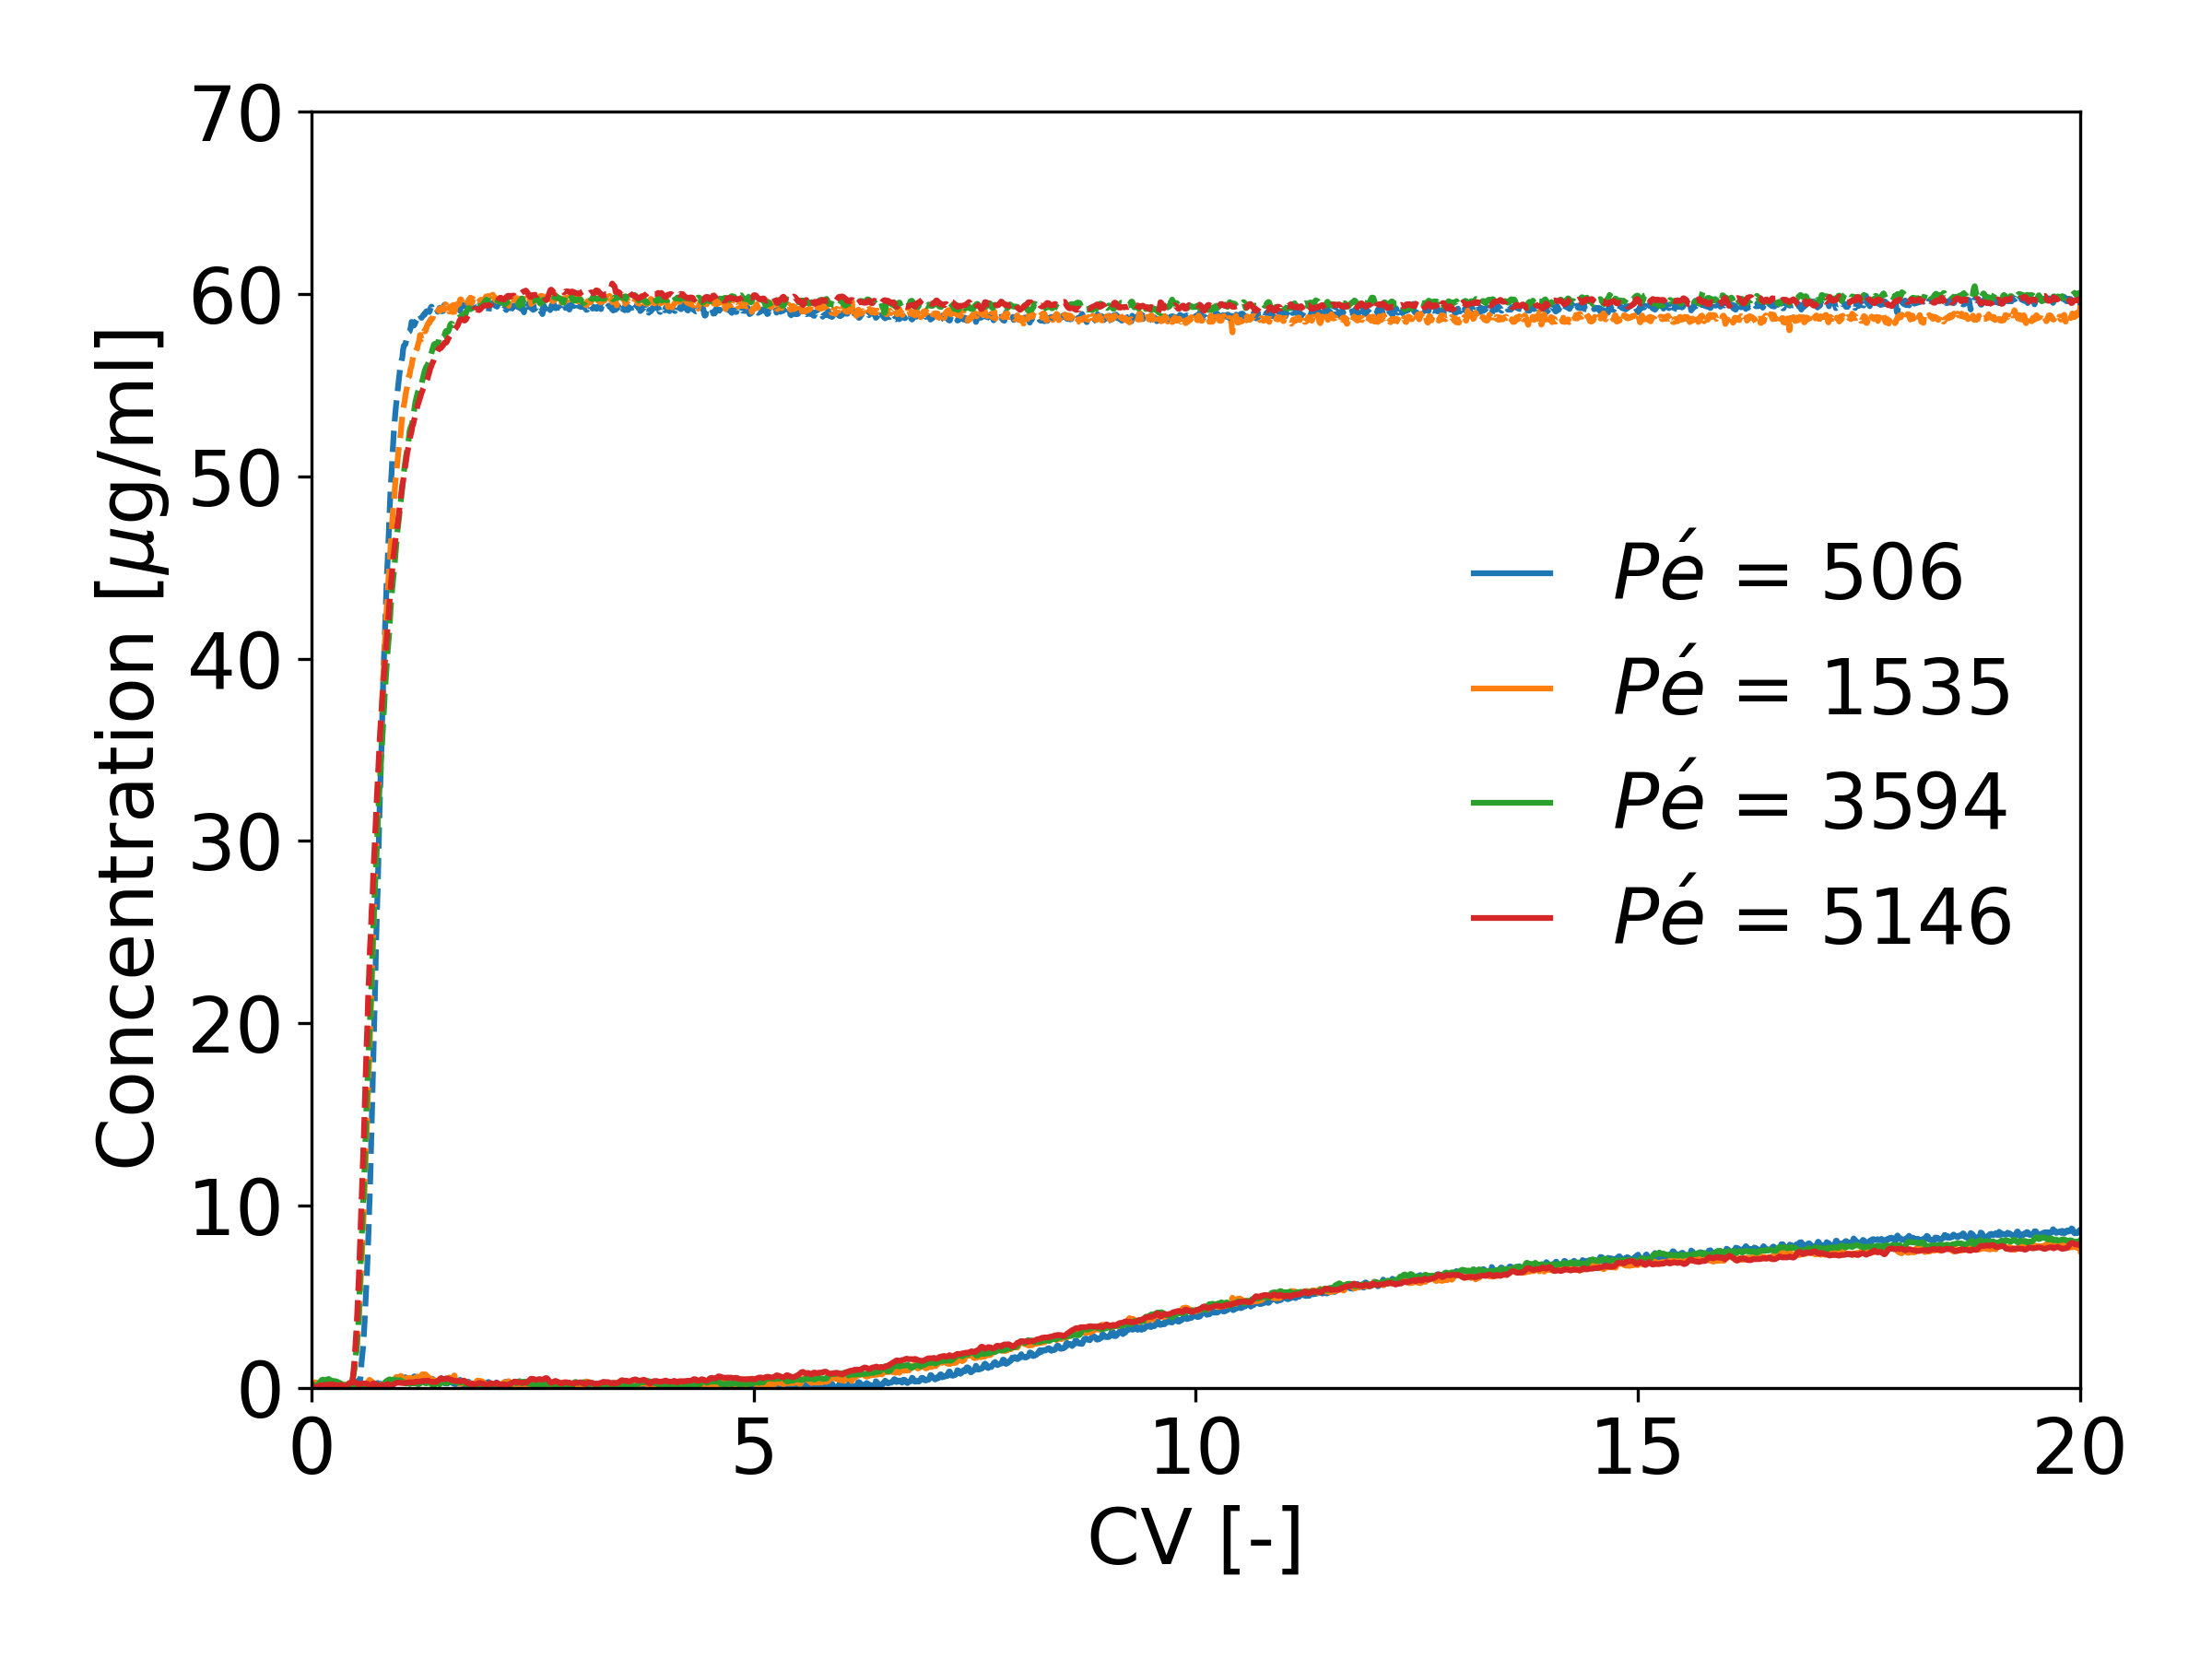 70
60
50
40
30
20
10
0
Concentration [μg/ml]
Pé = 506
Pé = 1535
Pé = 3594
Pé = 5146
0 5 10 15 20
CV [-]